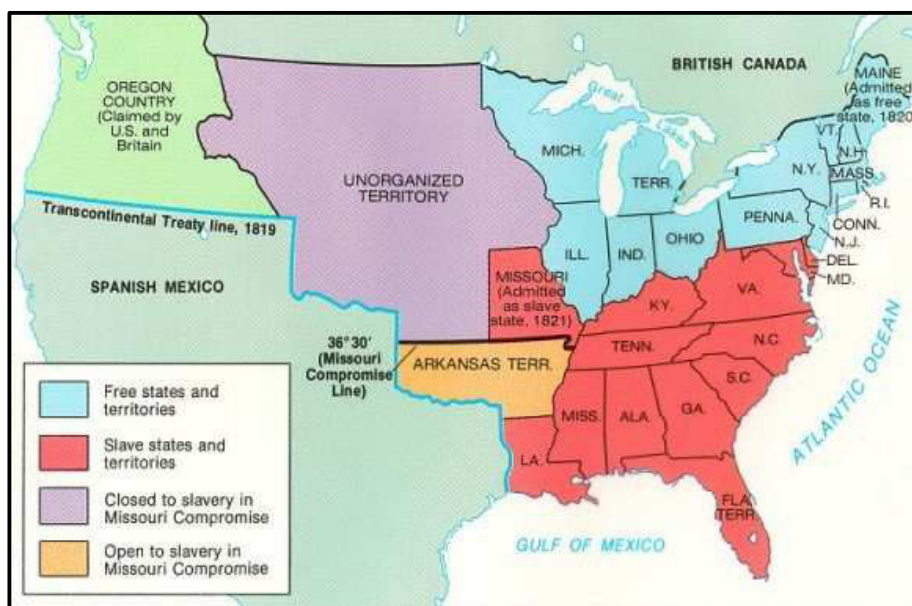 BRITISH CANADA
MAINE
(Admitted
as free
state, 1820)
OREGON
COUNTRY
(Claimed by
U.S. and
Britain
UNORGANIZED
TERRITORY
Great
Lakes
MICH.
TERR.
VT.
N.H.
N.Y.
MASS.
R.I.
CONN.
PENNA.
N.J.
DEL.
MD.
Transcontinental Treaty line, 1819
ILL.
IND.
OHIO
SPANISH MEXICO
MISSOURI
(Admitted
as slave
state, 1821)
KY.
VA.
36°30'
(Missouri
Compromise
Line)
ARKANSAS TERR.
TENN.
N.C.
S.C.
MISS.
ALA.
GA.
LA.
FLA.
TERR.
ATLANTIC OCEAN
GULF OF MEXICO
Free states and
territories
Slave states and
territories
Closed to slavery in
Missouri Compromise
Open to slavery in
Missouri Compromise